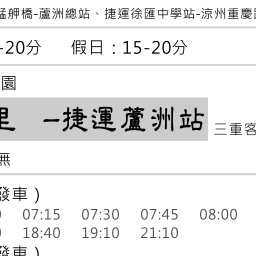 艋舺橋-蘆洲總站、捷運徐匯中學站-涼州重慶
-20分 假日：15-20分
園
里 –捷運蘆洲站 三重客
無
發車）
07:15 07:30 07:45 08:00
18:40 19:10 21:10
發車）